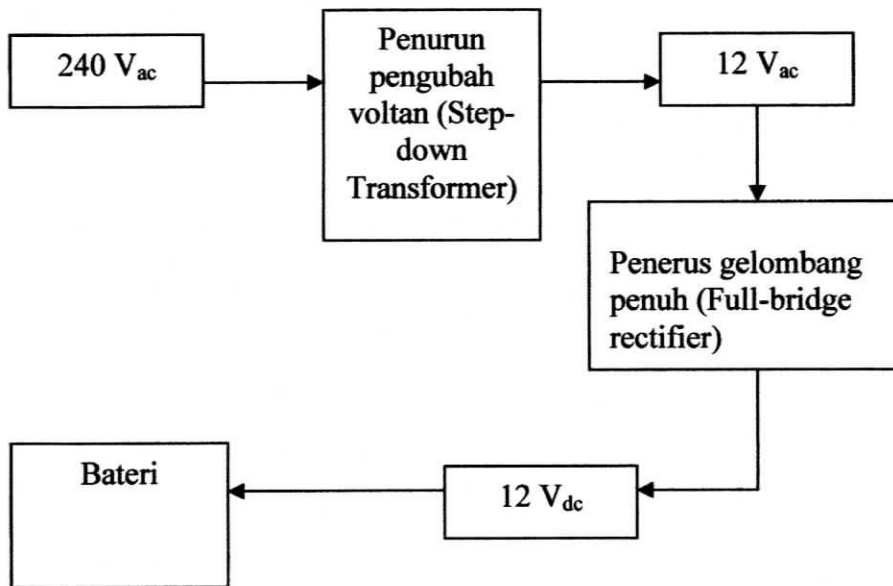 240 Vac
Penurun
pengubah
voltan (Step-
down
Transformer)
12 Vac
Penerus gelombang
penuh (Full-bridge
rectifier)
12 Vdc
Bateri